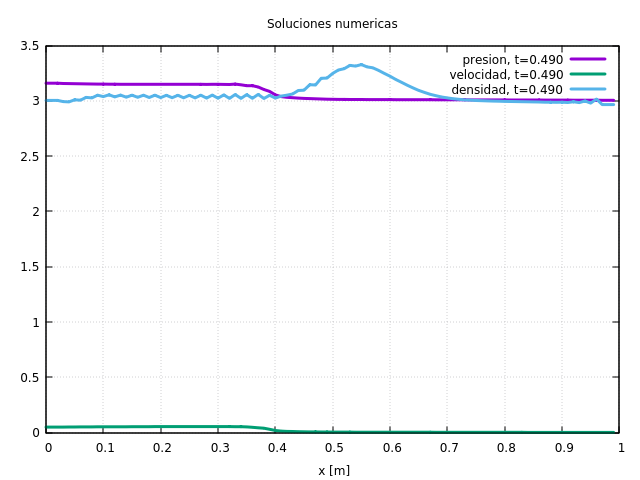 Soluciones numericas
presion, t=0.490
velocidad, t=0.490
densidad, t=0.490
3.5
3
2.5
2
1.5
1
0.5
0
0 0.1 0.2 0.3 0.4 0.5 0.6 0.7 0.8 0.9 1
x [m]